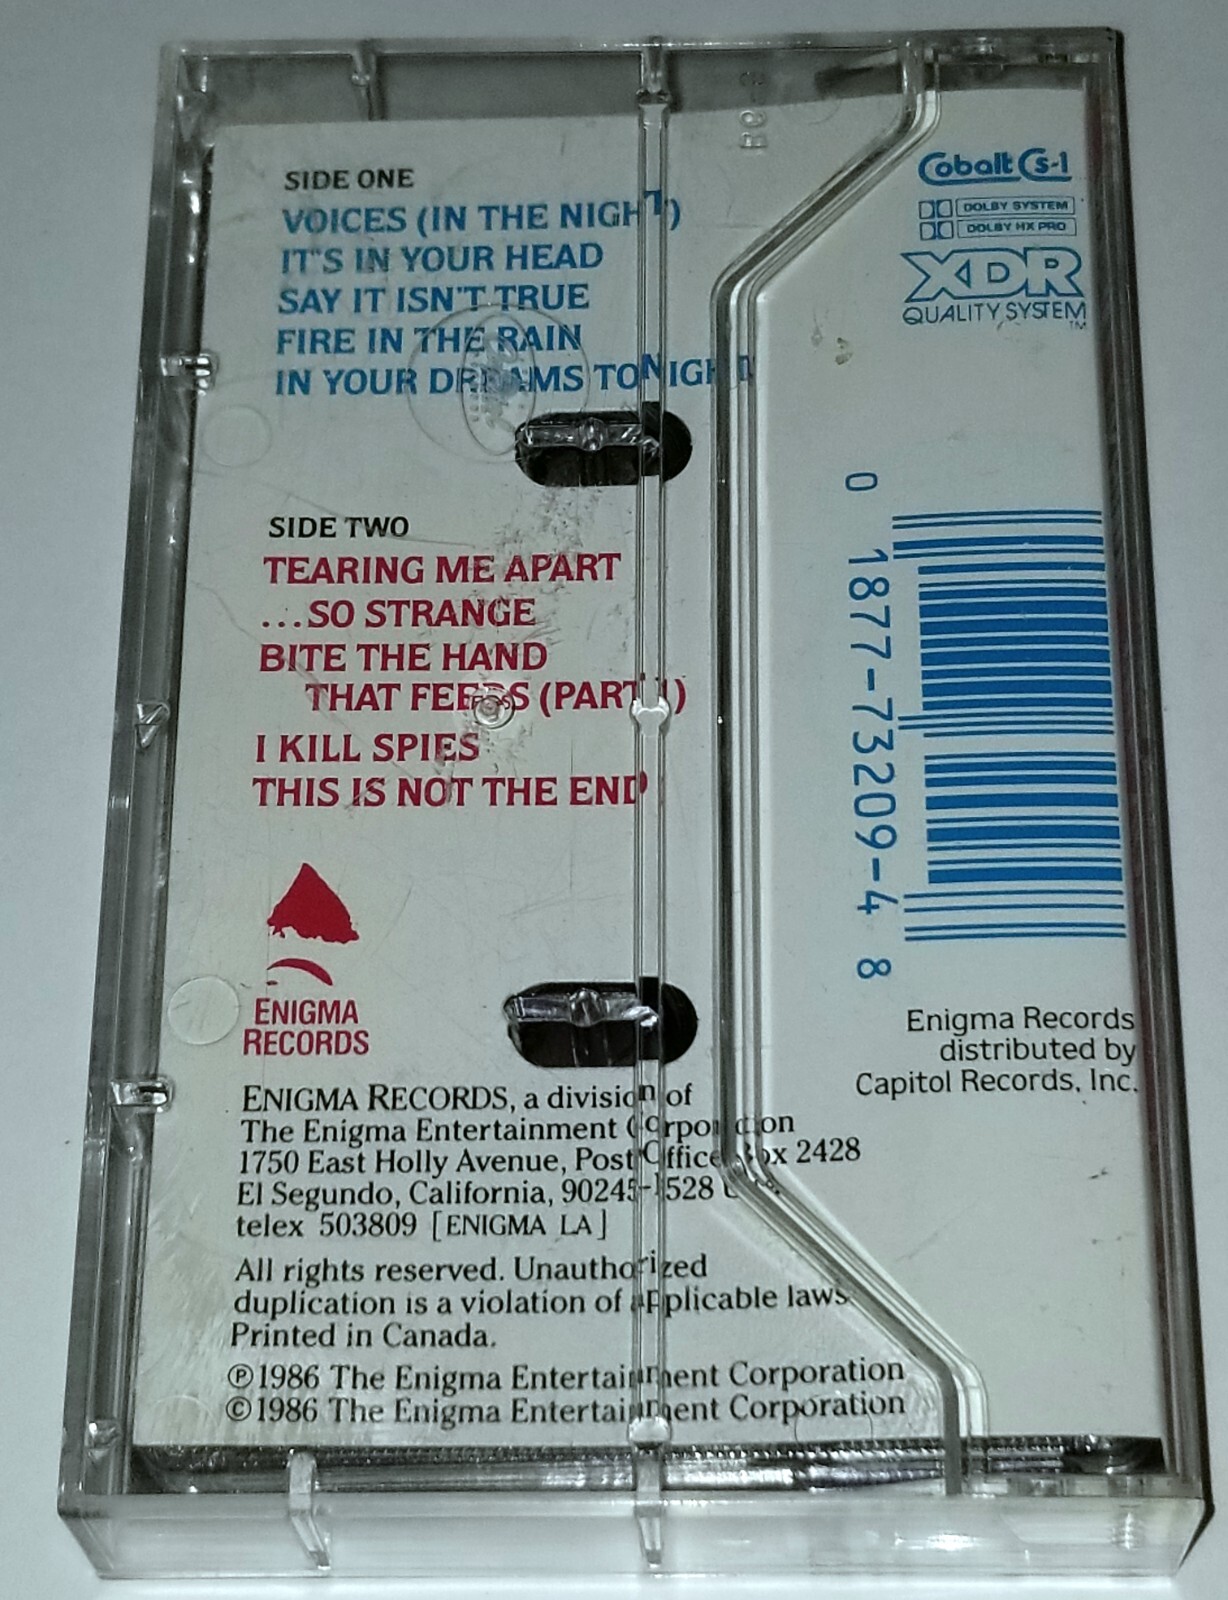 SIDE ONE
VOICES (IN THE NIGHT)
IT'S IN YOUR HEAD
SAY IT ISN'T TRUE
FIRE IN THE RAIN
IN YOUR DREAMS TONIGHT
SIDE TWO
TEARING ME APART
...SO STRANGE
BITE THE HAND
THAT FEEDS (PART 1)
I KILL SPIES
THIS IS NOT THE END
ENIGMA
RECORDS
ENIGMA RECORDS, a division of
The Enigma Entertainment Corporation
1750 East Holly Avenue, Post Office Box 2428
El Segundo, California, 90245-1528
telex 503809 [ENIGMA LA]
All rights reserved. Unauthorized
duplication is a violation of applicable laws.
Printed in Canada.
℗1986 The Enigma Entertainment Corporation
©1986 The Enigma Entertainment Corporation
Cobalt Cs-1
DOLBY SYSTEM
DOLBY HX PRO
XDR
QUALITY SYSTEM
TM
0 1877-73209-4 8
Enigma Records
distributed by
Capitol Records, Inc.